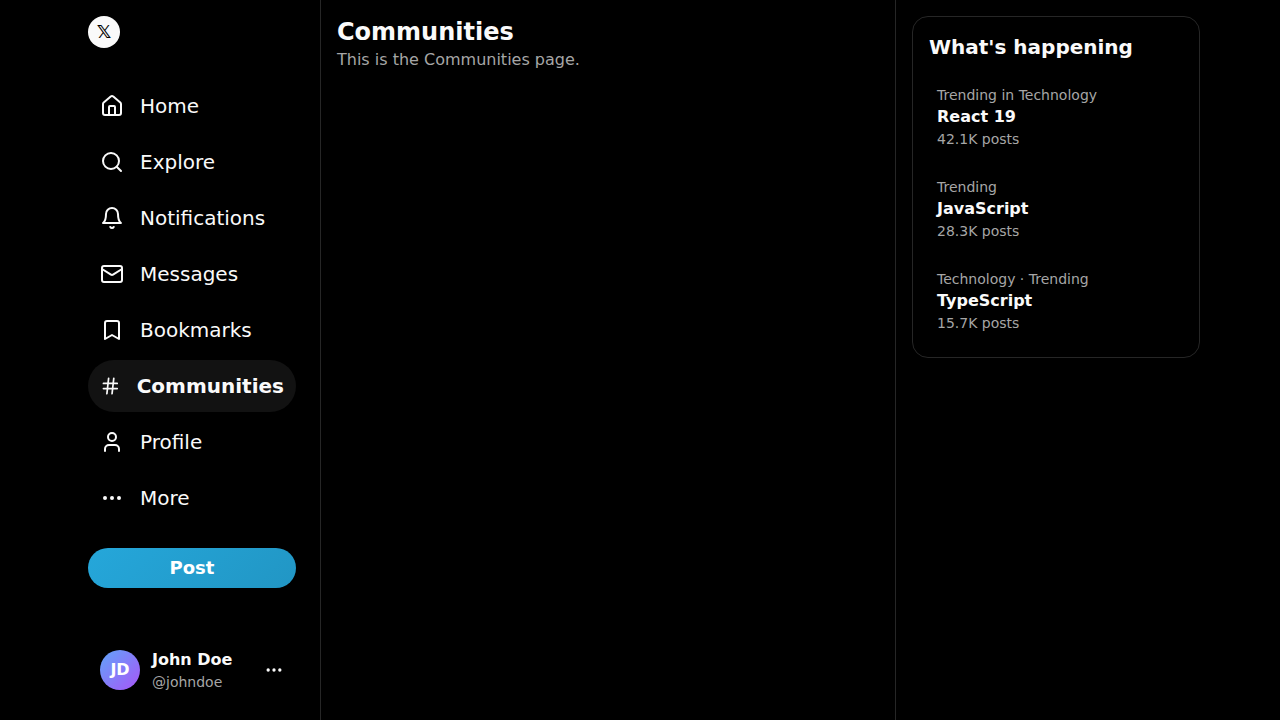 𝕏
Home
Explore
Notifications
Messages
Bookmarks
Communities
Profile
More
Post
JD
John Doe
@johndoe
Communities
This is the Communities page.
What's happening
Trending in Technology
React 19
42.1K posts
Trending
JavaScript
28.3K posts
Technology · Trending
TypeScript
15.7K posts